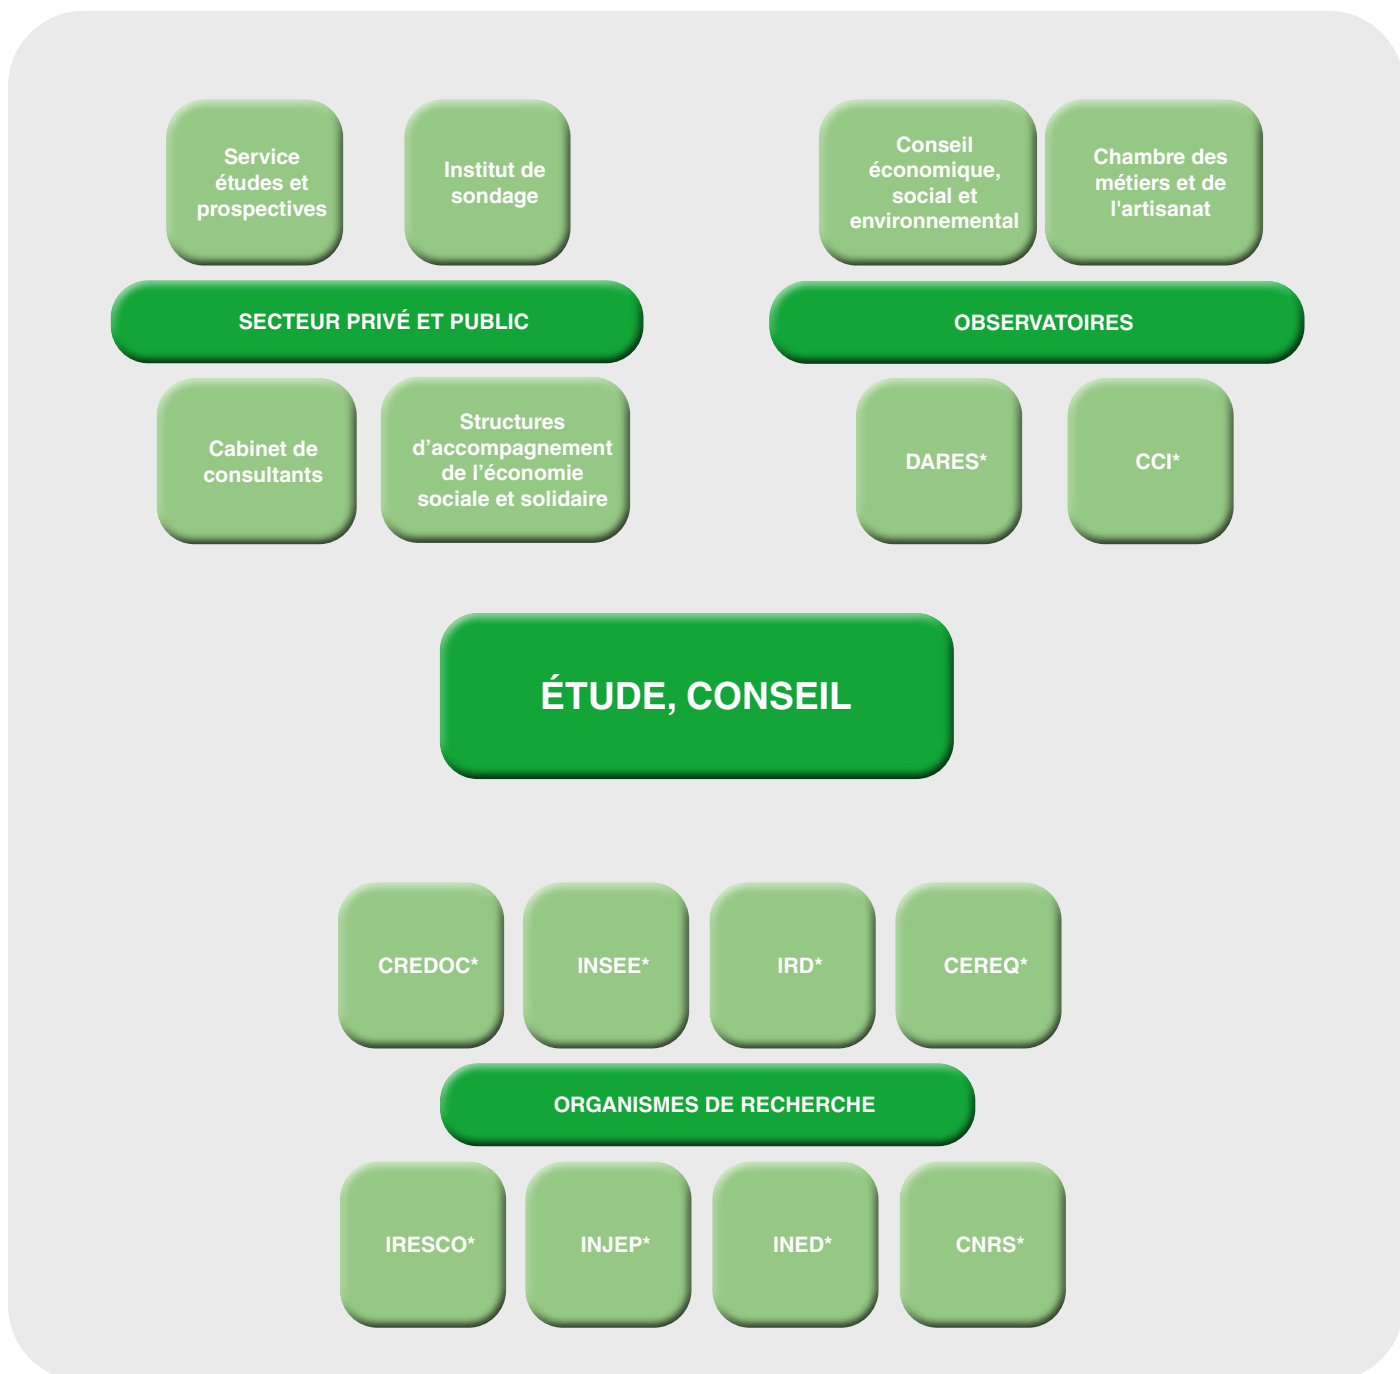 Service
études et
prospectives
Institut de
sondage
SECTEUR PRIVÉ ET PUBLIC
Cabinet de
consultants
Structures
d’accompagnement
de l’économie
sociale et solidaire
Conseil
économique,
social et
environnemental
Chambre des
métiers et de
l'artisanat
OBSERVATOIRES
DARES*
CCI*
ÉTUDE, CONSEIL
CREDOC*
INSEE*
IRD*
CEREQ*
ORGANISMES DE RECHERCHE
IRESCO*
INJEP*
INED*
CNRS*